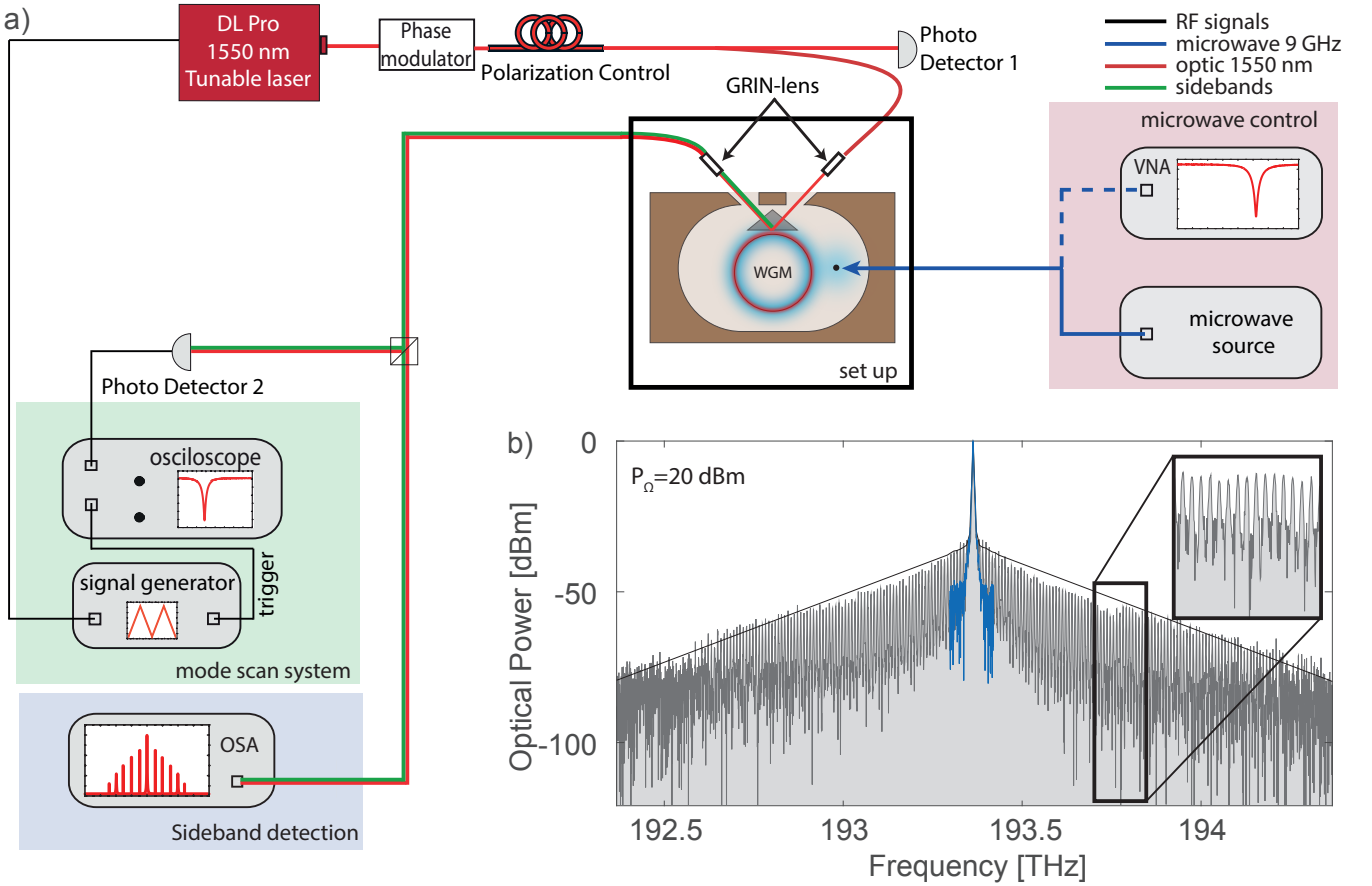 a)
DL Pro
1550 nm
Tunable laser
Phase
modulator
Polarization Control
Photo
Detector 1
RF signals
microwave 9 GHz
optic 1550 nm
sidebands
GRIN-lens
WGM
set up
microwave control
VNA
microwave
source
Photo Detector 2
osciloscope
signal generator
trigger
mode scan system
OSA
Sideband detection
b)
P_Ω=20 dBm
Optical Power [dBm]
0
-50
-100
192.5 193 193.5 194
Frequency [THz]